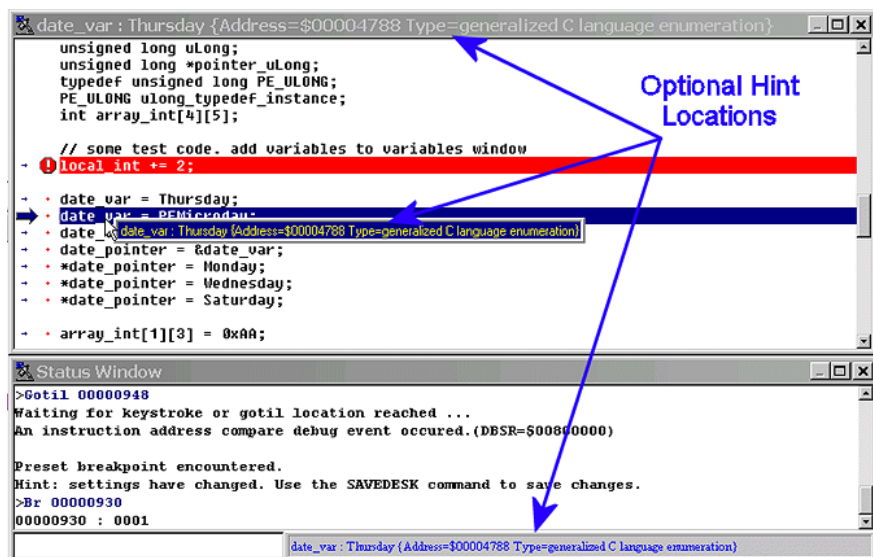 date_var : Thursday {Address=$00004788 Type=generalized C language enumeration}
unsigned long uLong;
unsigned long *pointer_uLong;
typedef unsigned long PE_ULONG;
PE_ULONG ulong_typedef_instance;
int array_int[4][5];
Optional Hint
Locations
// some test code. add variables to variables window
local_int += 2;
date_var = Thursday;
date_var = PEMicroday;
date_
date_var : Thursday {Address=$00004788 Type=generalized C language enumeration}
date_pointer = &date_var;
*date_pointer = Monday;
*date_pointer = Wednesday;
*date_pointer = Saturday;
array_int[1][3] = 0xAA;
Status Window
>Gotil 00000948
Waiting for keystroke or gotil location reached ...
An instruction address compare debug event occured.(DBSR=$00800000)
Preset breakpoint encountered.
Hint: settings have changed. Use the SAVEDESK command to save changes.
>Br 00000930
00000930 : 0001
date_var : Thursday {Address=$00004788 Type=generalized C language enumeration}